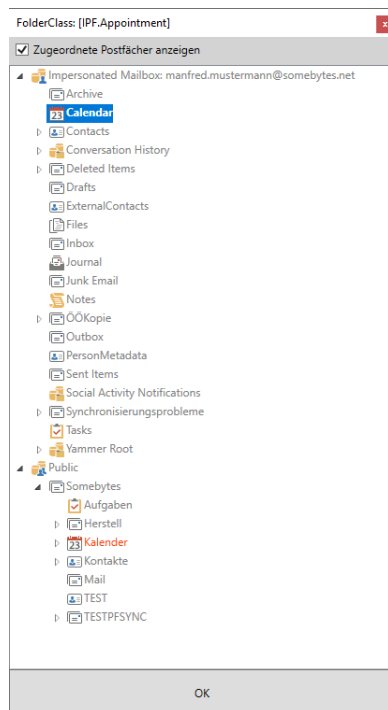 FolderClass: [IPF.Appointment]
x
Zugeordnete Postfächer anzeigen
Impersonated Mailbox: manfred.mustermann@somebytes.net
Archive
23 Calendar
Contacts
Conversation History
Deleted Items
Drafts
ExternalContacts
Files
Inbox
Journal
Junk Email
Notes
ÖÖKopie
Outbox
PersonMetadata
Sent Items
Social Activity Notifications
Synchronisierungsprobleme
Tasks
Yammer Root
Public
Somebytes
Aufgaben
Herstell
23 Kalender
Kontakte
Mail
TEST
TESTPFSYNC
OK